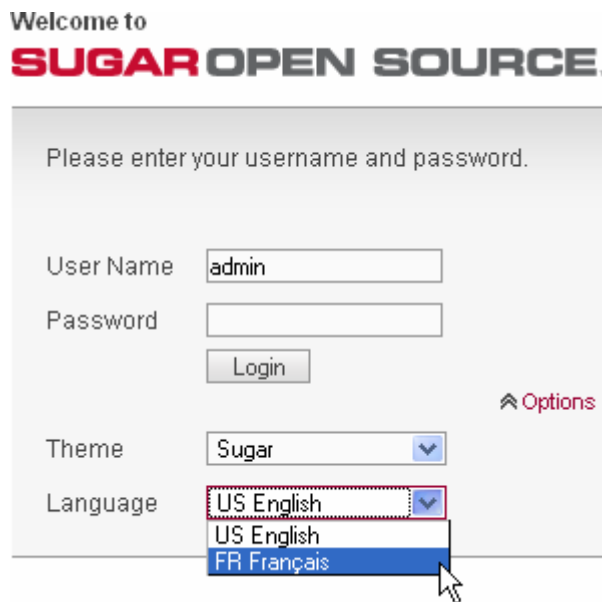 Welcome to
SUGAR OPEN SOURCE.
Please enter your username and password.
User Name admin
Password
Login
Options
Theme Sugar
Language US English
US English
FR Français